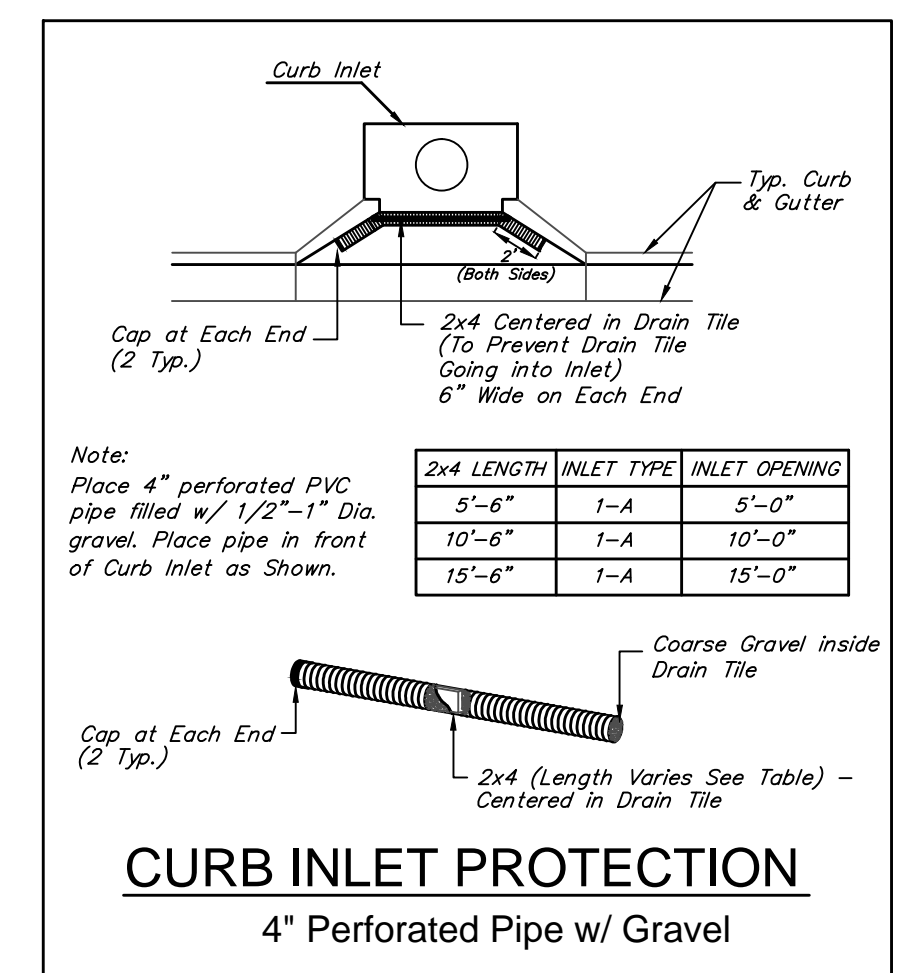 Curb Inlet
Typ. Curb
& Gutter
2'
(Both Sides)
Cap at Each End
(2 Typ.)
2x4 Centered in Drain Tile
(To Prevent Drain Tile
Going into Inlet)
6" Wide on Each End
Note:
Place 4" perforated PVC
pipe filled w/ 1/2"-1" Dia.
gravel. Place pipe in front
of Curb Inlet as Shown.
2x4 LENGTH INLET TYPE INLET OPENING
5'-6" 1-A 5'-0"
10'-6" 1-A 10'-0"
15'-6" 1-A 15'-0"
Coarse Gravel inside
Drain Tile
Cap at Each End
(2 Typ.)
2x4 (Length Varies See Table) -
Centered in Drain Tile
CURB INLET PROTECTION
4" Perforated Pipe w/ Gravel